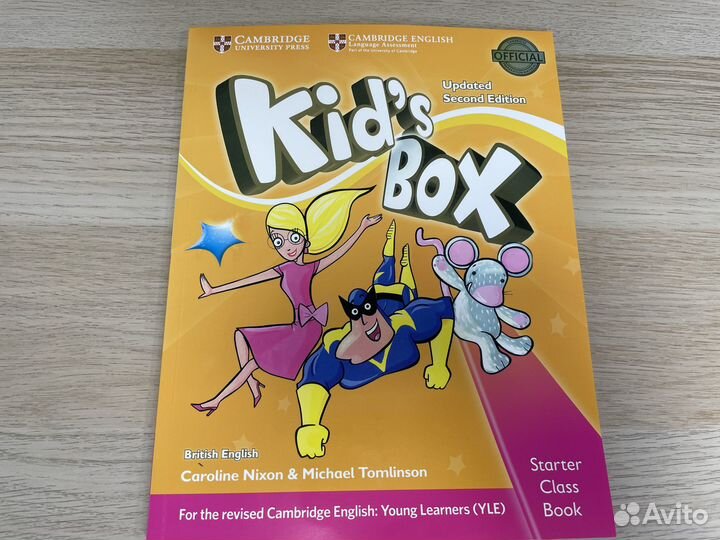 CAMBRIDGE
UNIVERSITY PRESS
CAMBRIDGE ENGLISH
Language Assessment
Part of the University of Cambridge
OFFICIAL
Updated
Second Edition
Kid's
BOX
British English
Caroline Nixon & Michael Tomlinson
Starter
Class
Book
For the revised Cambridge English: Young Learners (YLE)
Avito